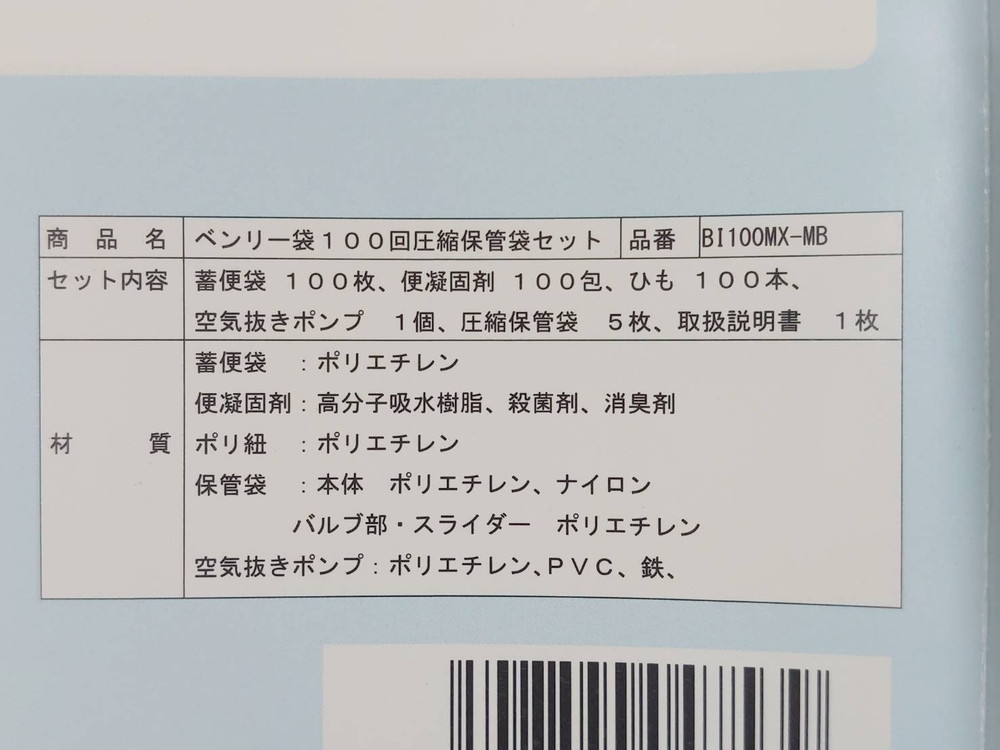 商品名 ベンリー袋１００回圧縮保管袋セット 品番 BI100MX-MB
セット内容 蓄便袋 １００枚、便凝固剤 １００包、ひも １００本、
空気抜きポンプ １個、圧縮保管袋 ５枚、取扱説明書 １枚
材質
蓄便袋 ：ポリエチレン
便凝固剤：高分子吸水樹脂、殺菌剤、消臭剤
ポリ紐 ：ポリエチレン
保管袋 ：本体 ポリエチレン、ナイロン
バルブ部・スライダー ポリエチレン
空気抜きポンプ：ポリエチレン、ＰＶＣ、鉄、